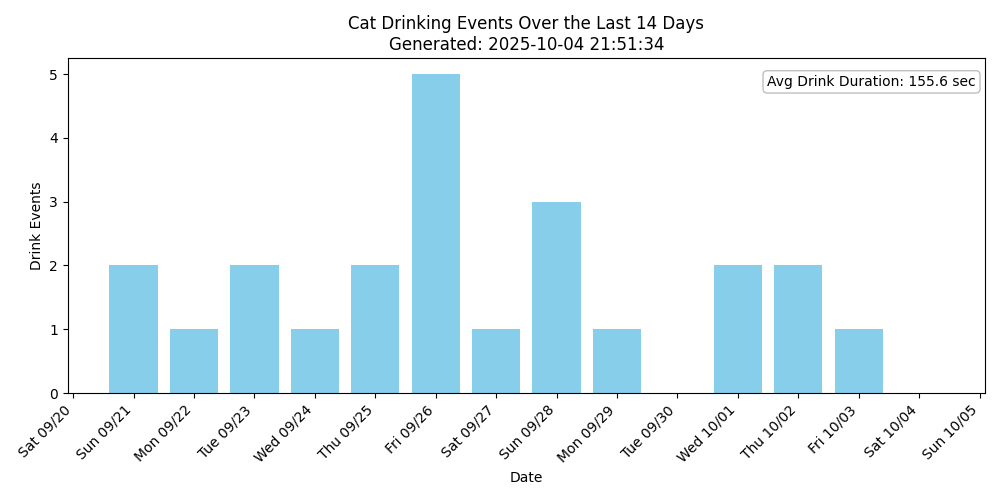 Cat Drinking Events Over the Last 14 Days
Generated: 2025-10-04 21:51:34
Avg Drink Duration: 155.6 sec
Drink Events
5
4
3
2
1
0
Sat 09/20
Sun 09/21
Mon 09/22
Tue 09/23
Wed 09/24
Thu 09/25
Fri 09/26
Sat 09/27
Sun 09/28
Mon 09/29
Tue 09/30
Wed 10/01
Thu 10/02
Fri 10/03
Sat 10/04
Sun 10/05
Date